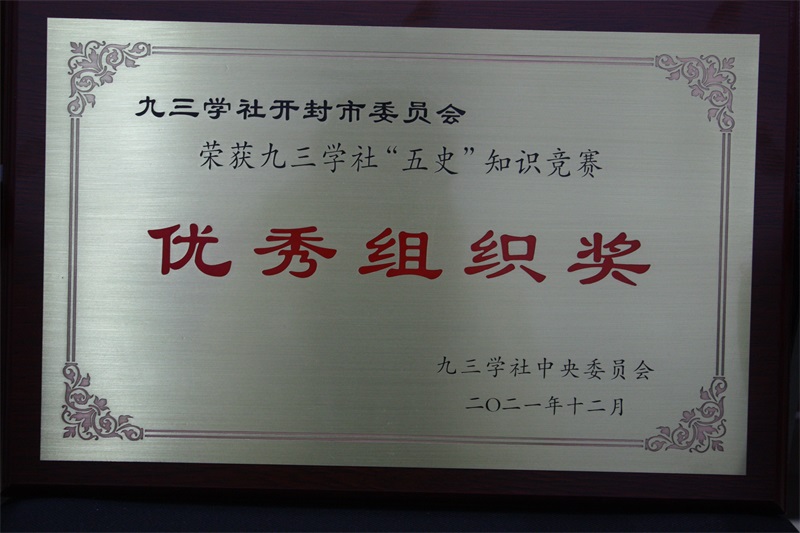 九三学社开封市委员会
荣获九三学社“五史”知识竞赛
优秀组织奖
九三学社中央委员会
二〇二一年十二月